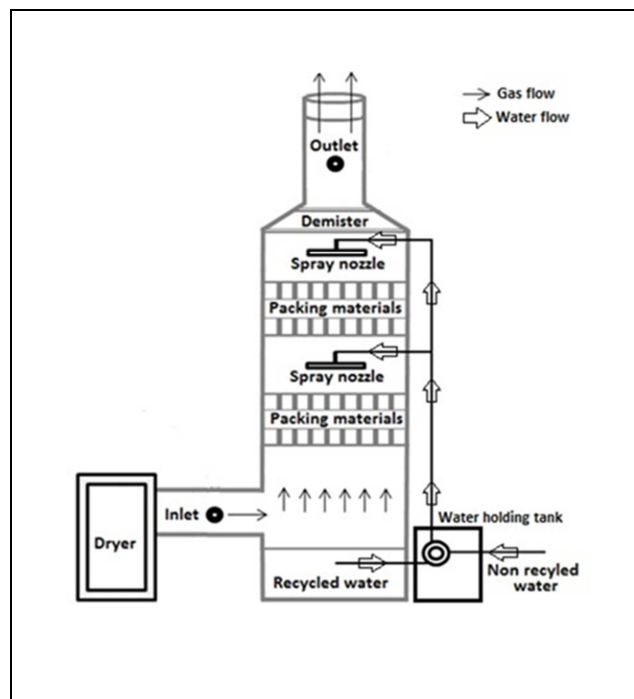 Gas flow
Water flow
Outlet
Demister
Spray nozzle
Packing materials
Spray nozzle
Packing materials
Inlet
Dryer
Water holding tank
Recycled water
Non recyled
water